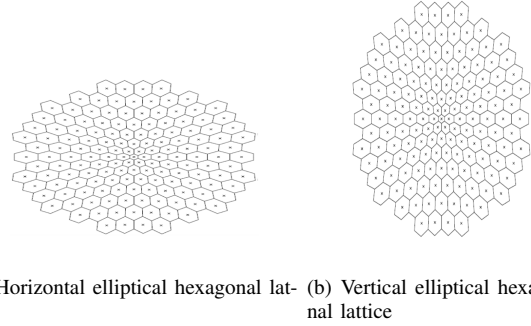 Horizontal elliptical hexagonal lat-
(b) Vertical elliptical hexa
nal lattice